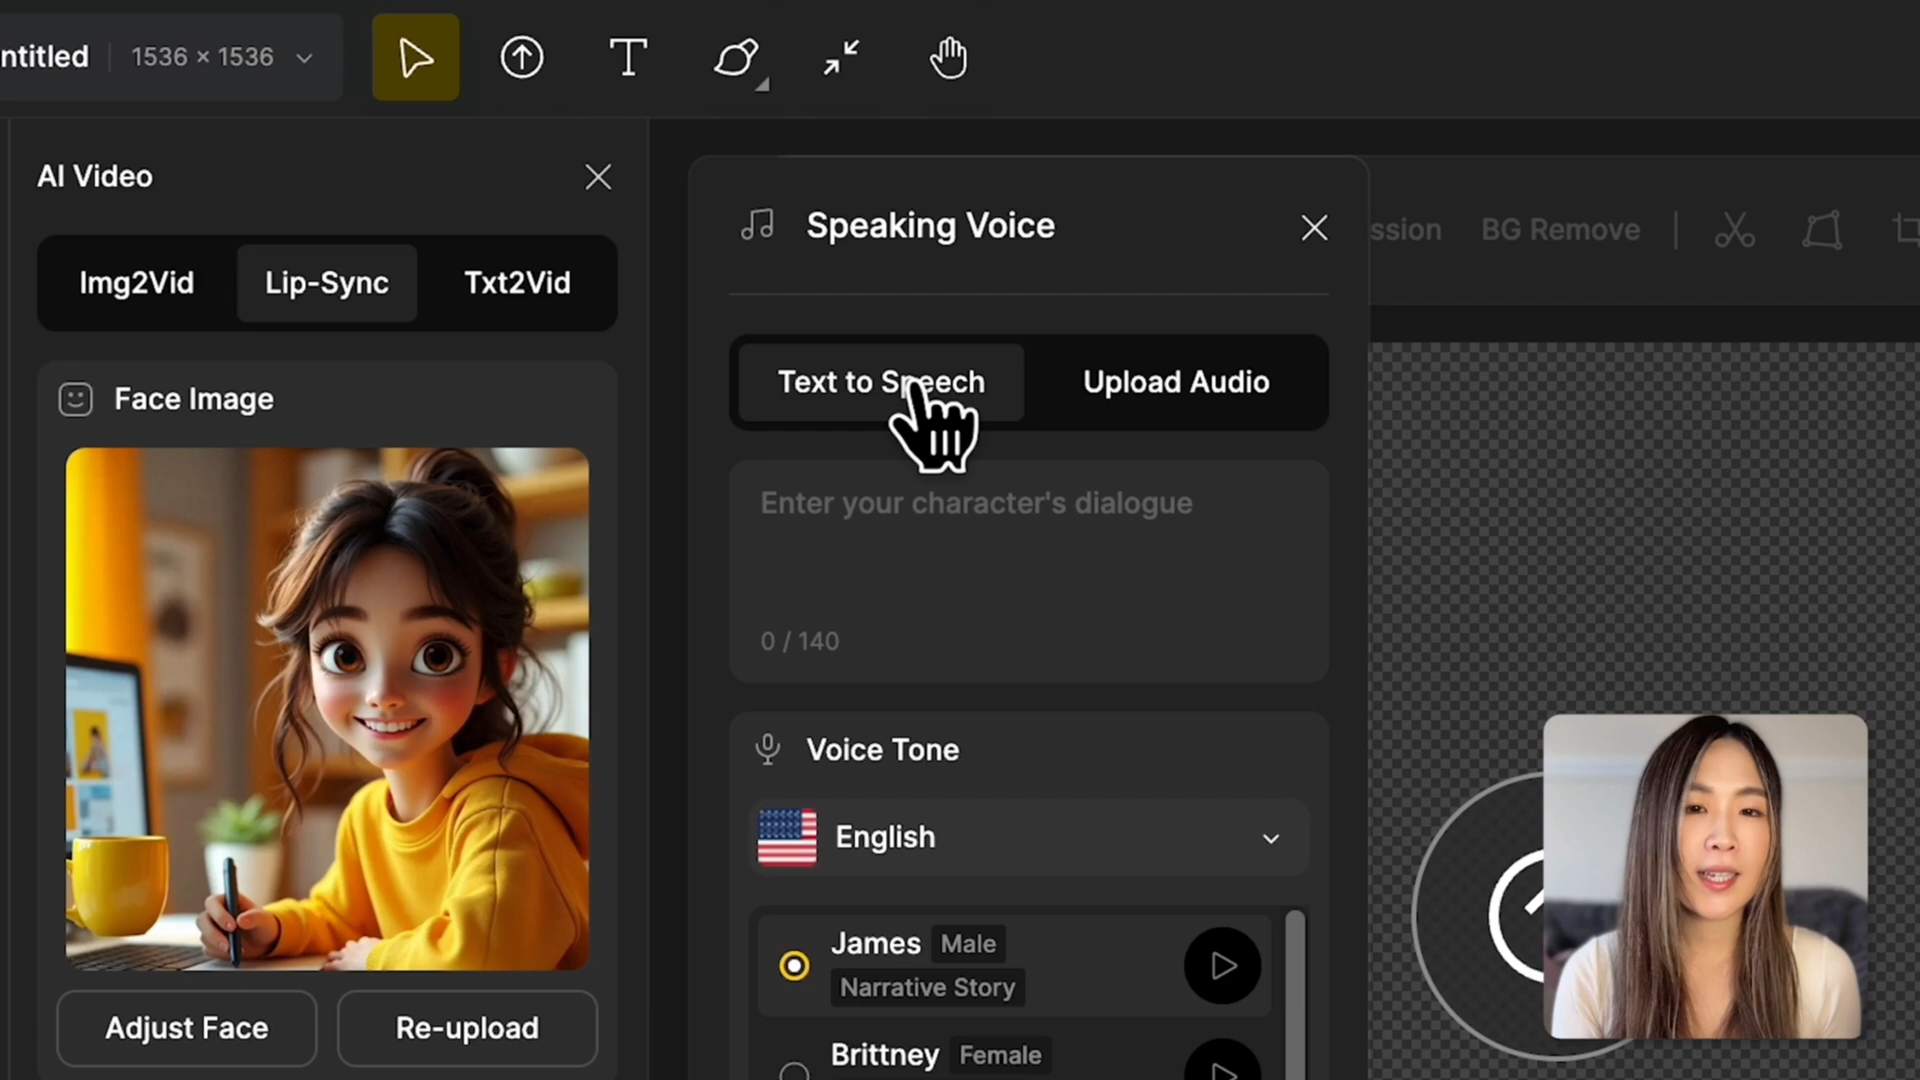 ntitled
1536 × 1536
AI Video
Img2Vid
Lip-Sync
Txt2Vid
Face Image
Adjust Face
Re-upload
Speaking Voice
Text to Speech
Upload Audio
Enter your character's dialogue
0 / 140
Voice Tone
English
James Male
Narrative Story
Brittney Female
ssion
BG Remove